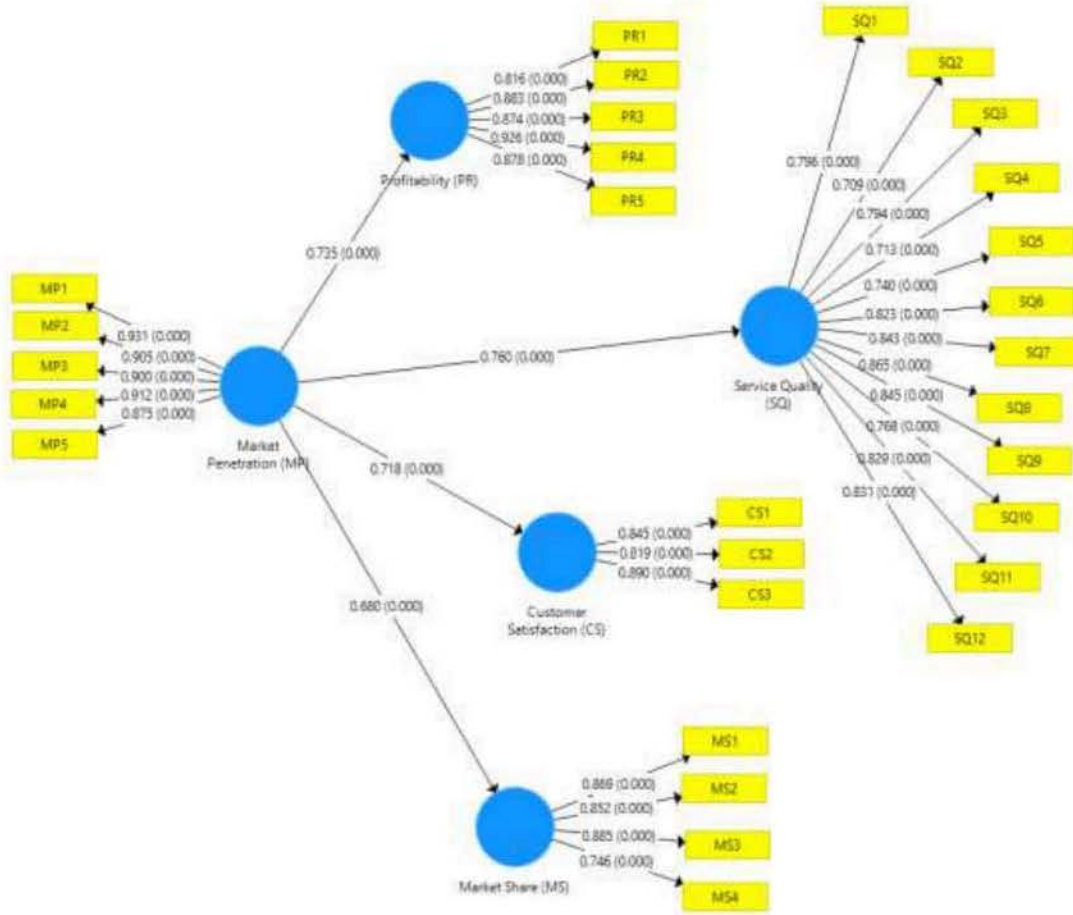 PR1
PR2
PR3
PR4
PR5
0.816 (0.000)
0.883 (0.000)
0.874 (0.000)
0.926 (0.000)
0.878 (0.000)
Profitability (PR)
SQ1
SQ2
SQ3
SQ4
SQ5
SQ6
SQ7
SQ8
SQ9
SQ10
SQ11
SQ12
0.796 (0.000)
0.709 (0.000)
0.794 (0.000)
0.713 (0.000)
0.740 (0.000)
0.823 (0.000)
0.843 (0.000)
0.865 (0.000)
0.845 (0.000)
0.768 (0.000)
0.829 (0.000)
0.831 (0.000)
Service Quality
(SQ)
0.735 (0.000)
MP1
MP2
MP3
MP4
MP5
0.931 (0.000)
0.905 (0.000)
0.900 (0.000)
0.912 (0.000)
0.875 (0.000)
Market
Penetration (MP)
0.760 (0.000)
0.718 (0.000)
0.680 (0.000)
CS1
CS2
CS3
0.845 (0.000)
0.819 (0.000)
0.890 (0.000)
Customer
Satisfaction (CS)
MS1
MS2
MS3
MS4
0.869 (0.000)
0.852 (0.000)
0.885 (0.000)
0.746 (0.000)
Market Share (MS)